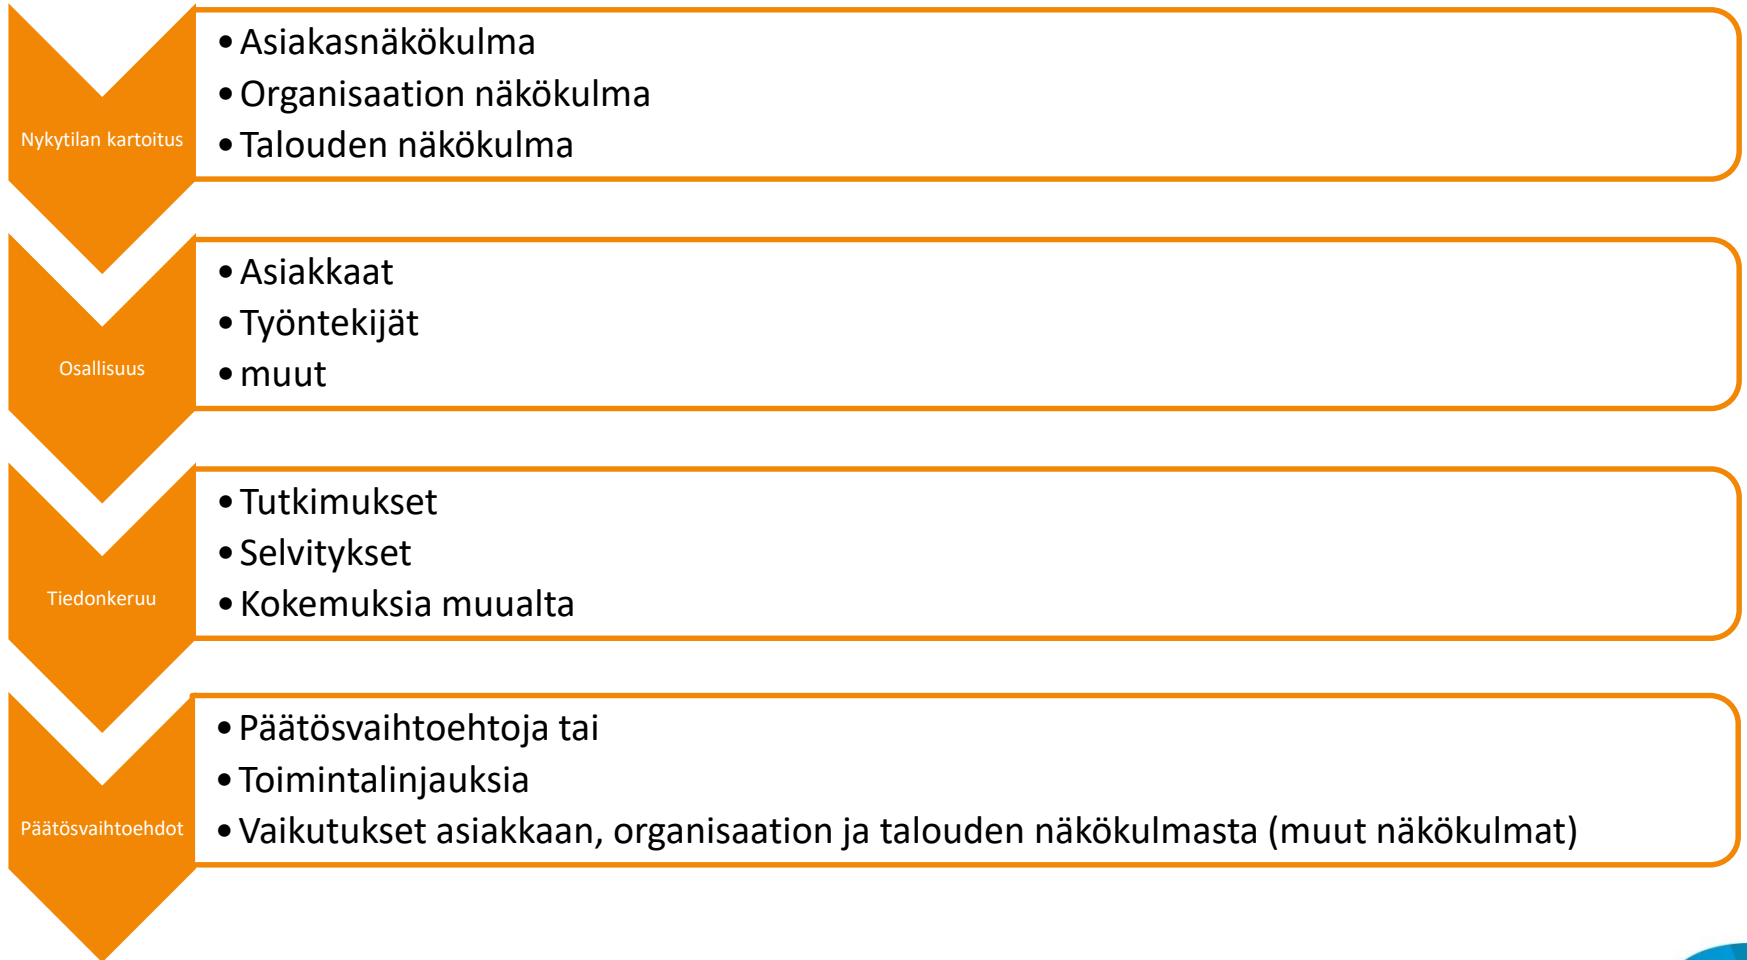 Nykytilan kartoitus
•Asiakasnäkökulma
•Organisaation näkökulma
•Talouden näkökulma
Osallisuus
•Asiakkaat
•Työntekijät
•muut
Tiedonkeruu
•Tutkimukset
•Selvitykset
•Kokemuksia muualta
Päätösvaihtoehdot
•Päätösvaihtoehtoja tai
•Toimintalinjauksia
•Vaikutukset asiakkaan, organisaation ja talouden näkökulmasta (muut näkökulmat)